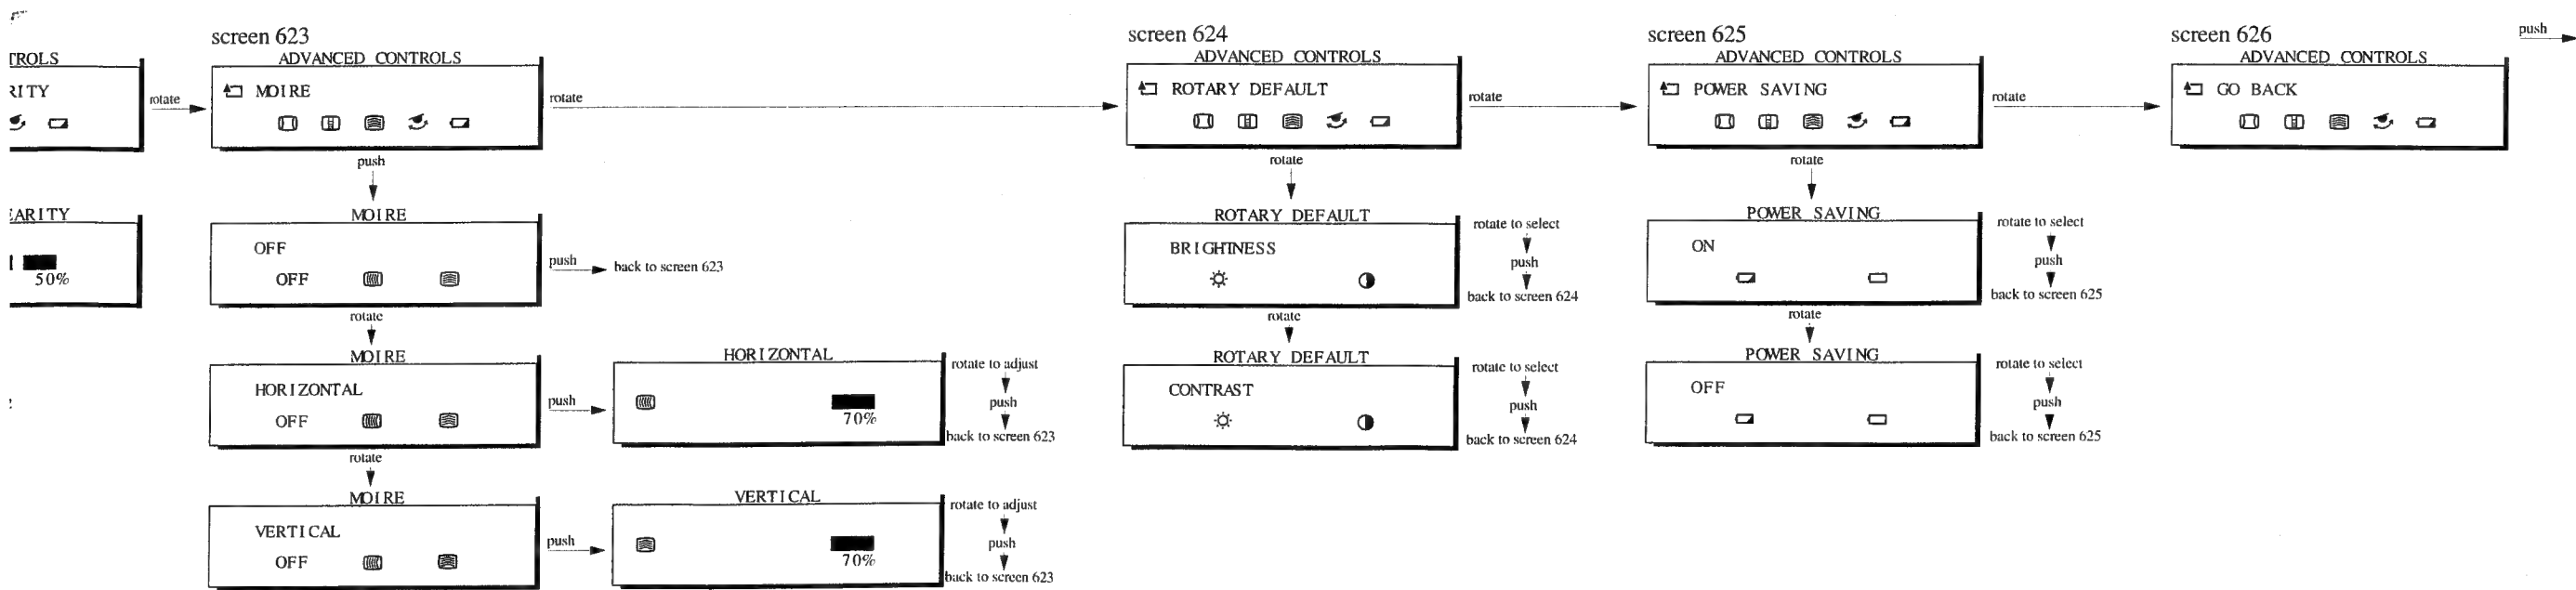 screen 623
ADVANCED CONTROLS
MOIRE
rotate
rotate
push
MOIRE
OFF
OFF
push
back to screen 623
rotate
MOIRE
HORIZONTAL
OFF
push
HORIZONTAL
70%
rotate to adjust
push
back to screen 623
rotate
MOIRE
VERTICAL
OFF
push
VERTICAL
70%
rotate to adjust
push
back to screen 623
TROLS
RITY
EARITY
50%
screen 624
ADVANCED CONTROLS
ROTARY DEFAULT
rotate
rotate
ROTARY DEFAULT
BRIGHTNESS
rotate to select
push
back to screen 624
rotate
ROTARY DEFAULT
CONTRAST
rotate to select
push
back to screen 624
screen 625
ADVANCED CONTROLS
POWER SAVING
rotate
rotate
POWER SAVING
ON
rotate to select
push
back to screen 625
rotate
POWER SAVING
OFF
rotate to select
push
back to screen 625
screen 626
ADVANCED CONTROLS
GO BACK
push